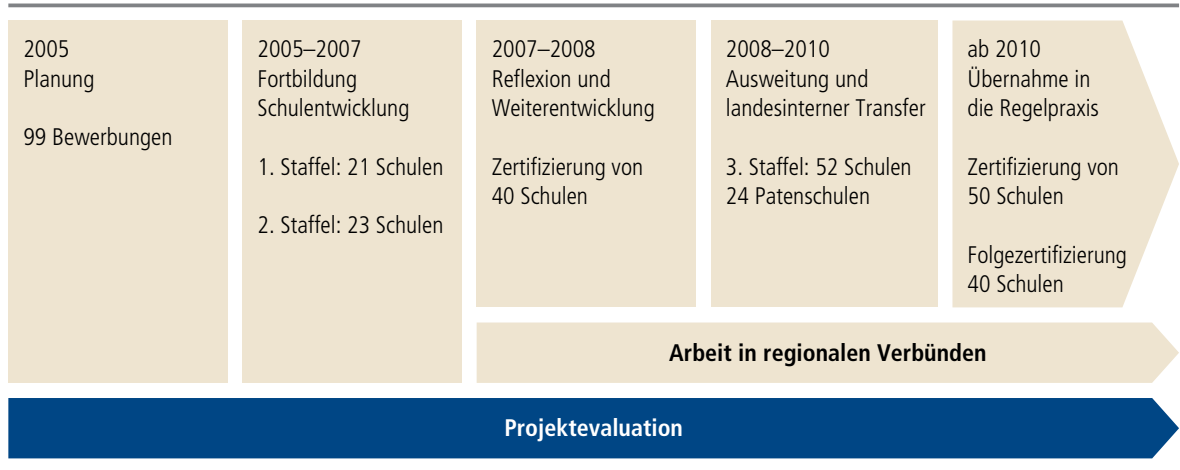 2005
Planung
99 Bewerbungen
2005–2007
Fortbildung
Schulentwicklung
1. Staffel: 21 Schulen
2. Staffel: 23 Schulen
2007–2008
Reflexion und
Weiterentwicklung
Zertifizierung von
40 Schulen
2008–2010
Ausweitung und
landesinterner Transfer
3. Staffel: 52 Schulen
24 Patenschulen
ab 2010
Übernahme in
die Regelpraxis
Zertifizierung von
50 Schulen
Folgezertifizierung
40 Schulen
Arbeit in regionalen Verbünden
Projektevaluation